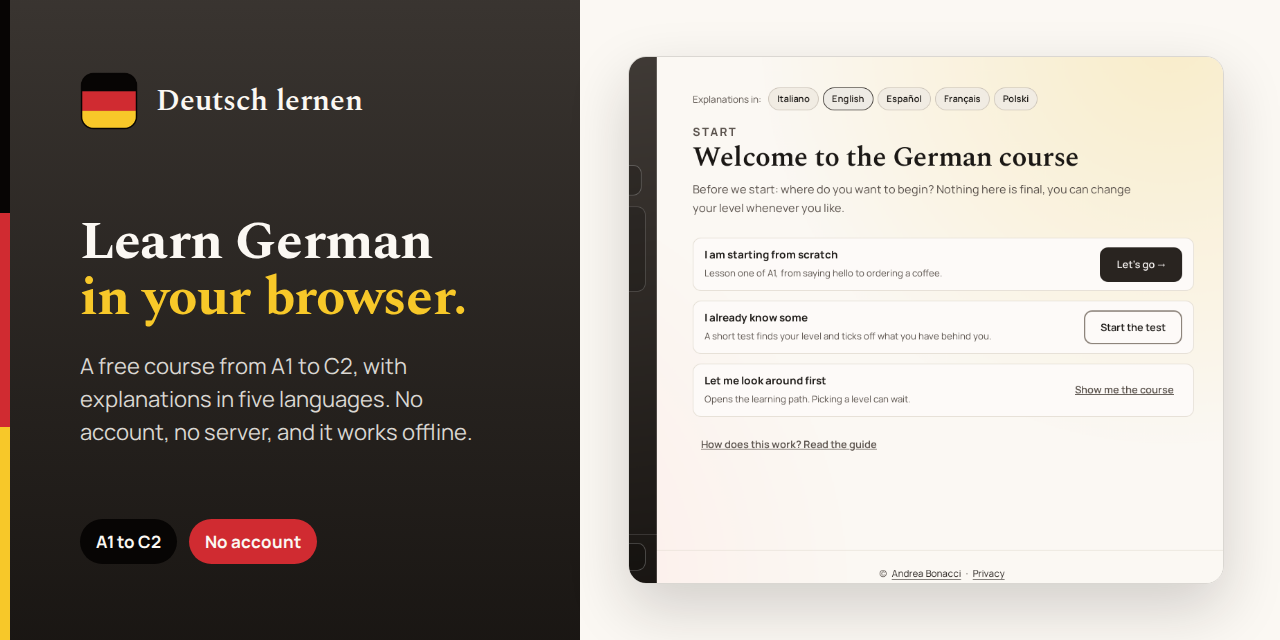 Deutsch lernen
Learn German
in your browser.
A free course from A1 to C2, with
explanations in five languages. No
account, no server, and it works offline.
A1 to C2
No account
Explanations in:
Italiano
English
Español
Français
Polski
START
Welcome to the German course
Before we start: where do you want to begin? Nothing here is final, you can change
your level whenever you like.
I am starting from scratch
Lesson one of A1, from saying hello to ordering a coffee.
Let's go →
I already know some
A short test finds your level and ticks off what you have behind you.
Start the test
Let me look around first
Opens the learning path. Picking a level can wait.
Show me the course
How does this work? Read the guide
© Andrea Bonacci · Privacy